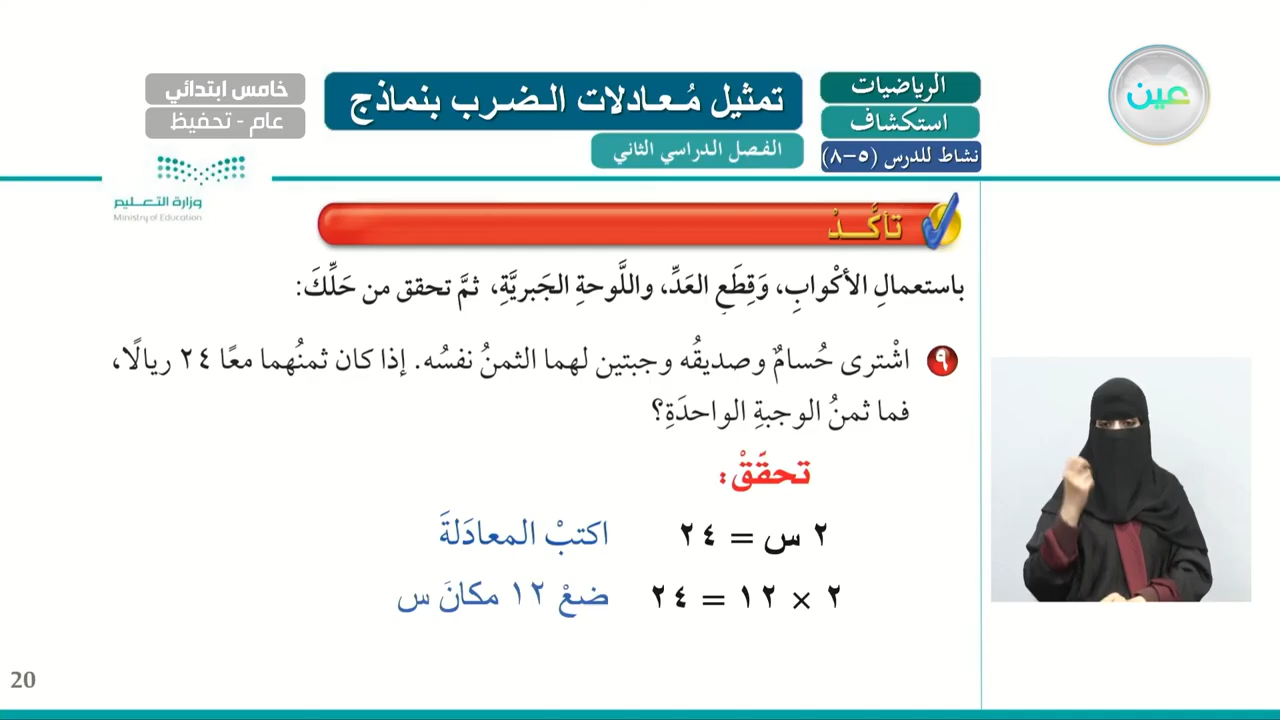 عين
الرياضيات
استكشاف
نشاط للدرس (٥-٨)
تمثيل مُعادلات الضرب بنماذج
الفصل الدراسي الثاني
خامس ابتدائي
عام - تحفيظ
وزارة التعليم
Ministry of Education
تأكَّدْ
باستعمالِ الأكْوابِ، وَقِطَعِ العَدِّ، واللَّوحةِ الجَبريَّةِ، ثمَّ تحقق من حَلِّكَ:
٩ اشْترى حُسامٌ وصديقُه وجبتين لهما الثمنُ نفسُه. إذا كان ثمنُهما معًا ٢٤ ريالًا،
فما ثمنُ الوجبةِ الواحدَةِ؟
تحقّقْ:
٢ س = ٢٤ اكتبْ المعادَلةَ
٢ × ١٢ = ٢٤ ضعْ ١٢ مكانَ س
20